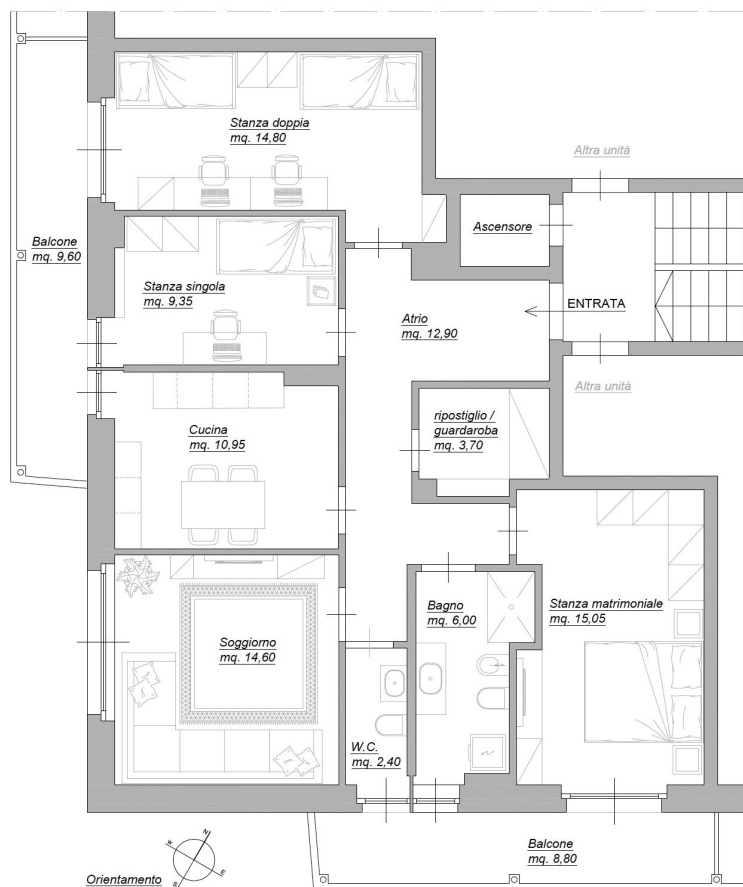 Stanza doppia
mq. 14,80
Altra unità
Ascensore
Balcone
mq. 9,60
Stanza singola
mq. 9,35
ENTRATA
Atrio
mq. 12,90
Altra unità
Cucina
mq. 10,95
ripostiglio /
guardaroba
mq. 3,70
Bagno
mq. 6,00
Stanza matrimoniale
mq. 15,05
Soggiorno
mq. 14,60
W.C.
mq. 2,40
Balcone
mq. 8,80
N
W
E
S
Orientamento